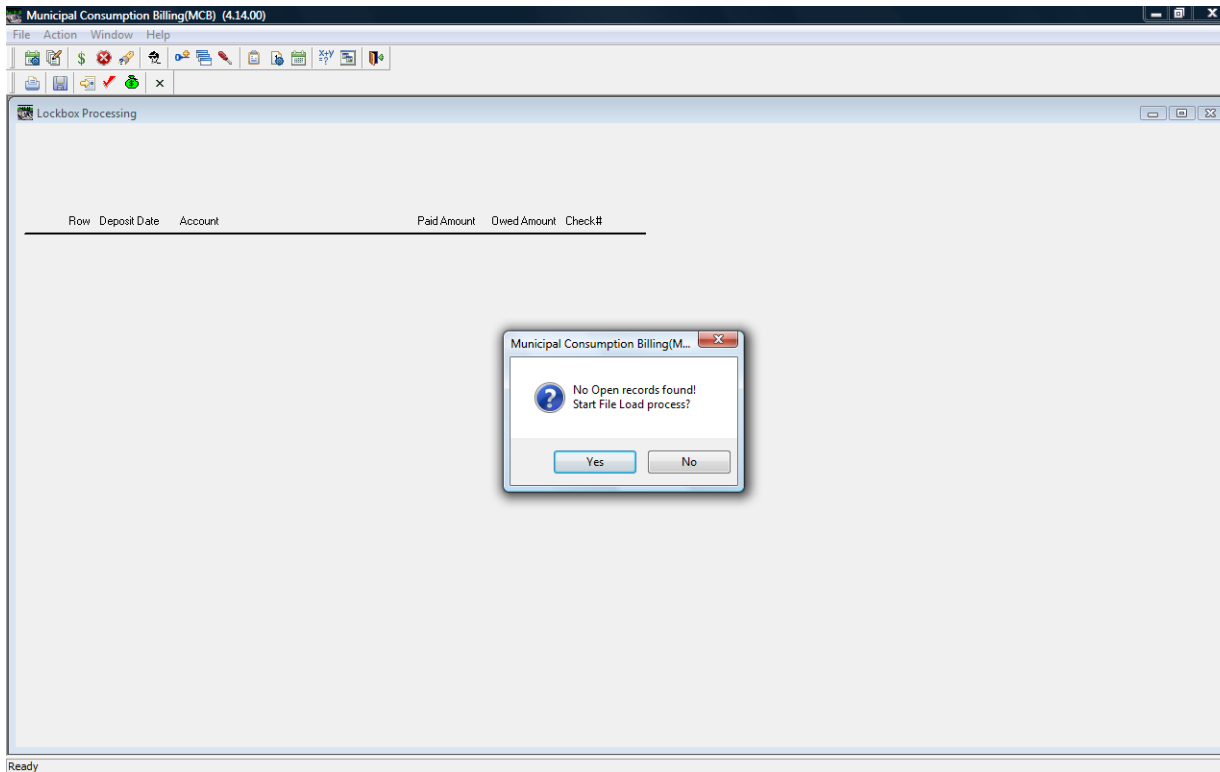 Municipal Consumption Billing(MCB) (4.14.00)
File Action Window Help
Lockbox Processing
Row Deposit Date Account Paid Amount Owed Amount Check#
Municipal Consumption Billing(M...
No Open records found!
Start File Load process?
Yes No
Ready